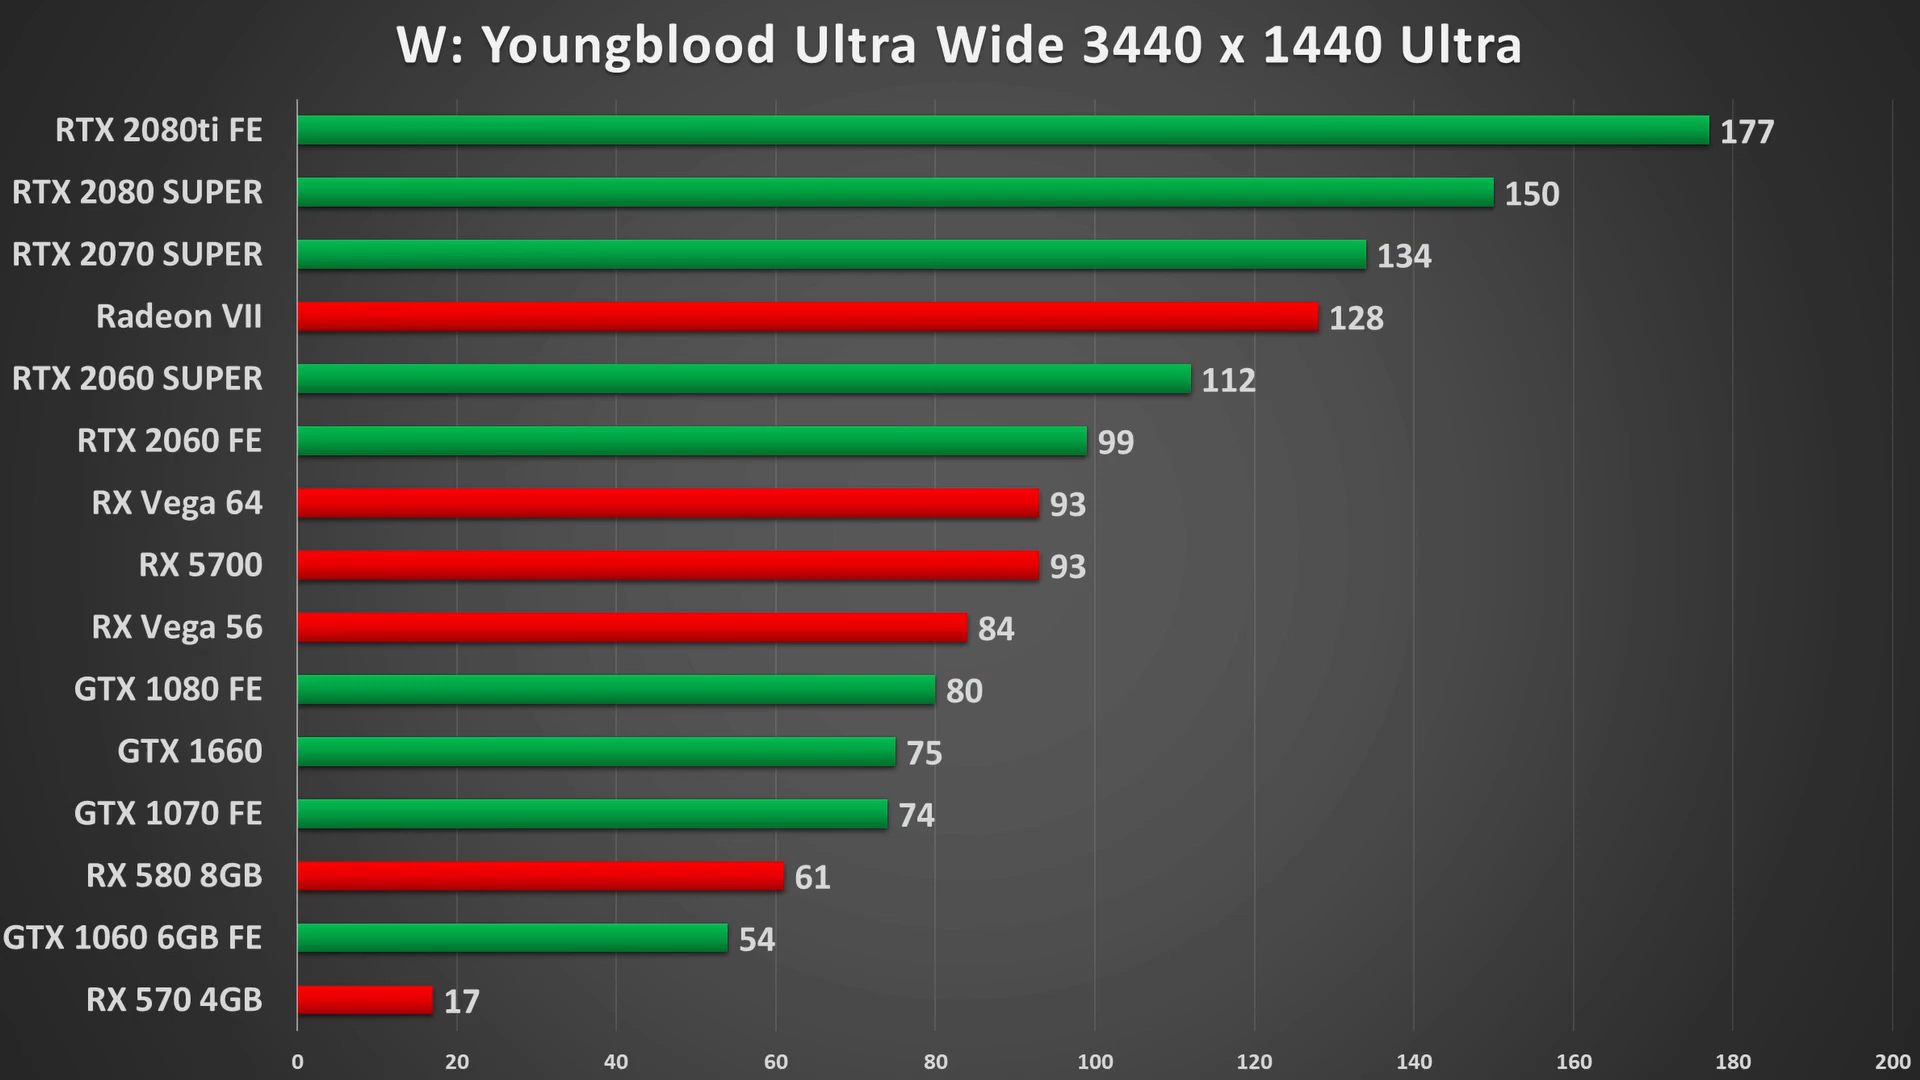 W: Youngblood Ultra Wide 3440 x 1440 Ultra
RTX 2080ti FE 177
RTX 2080 SUPER 150
RTX 2070 SUPER 134
Radeon VII 128
RTX 2060 SUPER 112
RTX 2060 FE 99
RX Vega 64 93
RX 5700 93
RX Vega 56 84
GTX 1080 FE 80
GTX 1660 75
GTX 1070 FE 74
RX 580 8GB 61
GTX 1060 6GB FE 54
RX 570 4GB 17
0 20 40 60 80 100 120 140 160 180 200